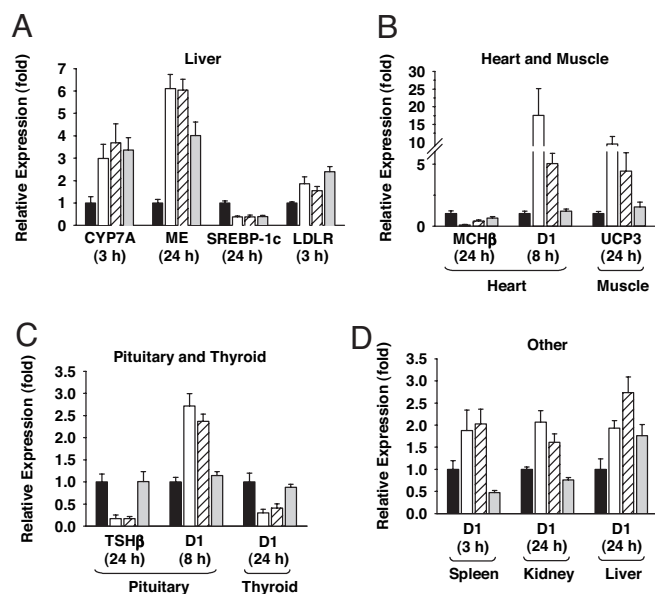 A
Liver
Relative Expression (fold)
7
6
5
4
3
2
1
0
CYP7A ME SREBP-1c LDLR
(3 h) (24 h) (24 h) (3 h)
B
Heart and Muscle
Relative Expression (fold)
30
25
20
15
10
5
0
MCHβ D1 UCP3
(24 h) (8 h) (24 h)
Heart Muscle
C
Pituitary and Thyroid
Relative Expression (fold)
3.5
3.0
2.5
2.0
1.5
1.0
0.5
0.0
TSHβ D1 D1
(24 h) (8 h) (24 h)
Pituitary Thyroid
D
Other
Relative Expression (fold)
3.5
3.0
2.5
2.0
1.5
1.0
0.5
0.0
D1 D1 D1
(3 h) (24 h) (24 h)
Spleen Kidney Liver